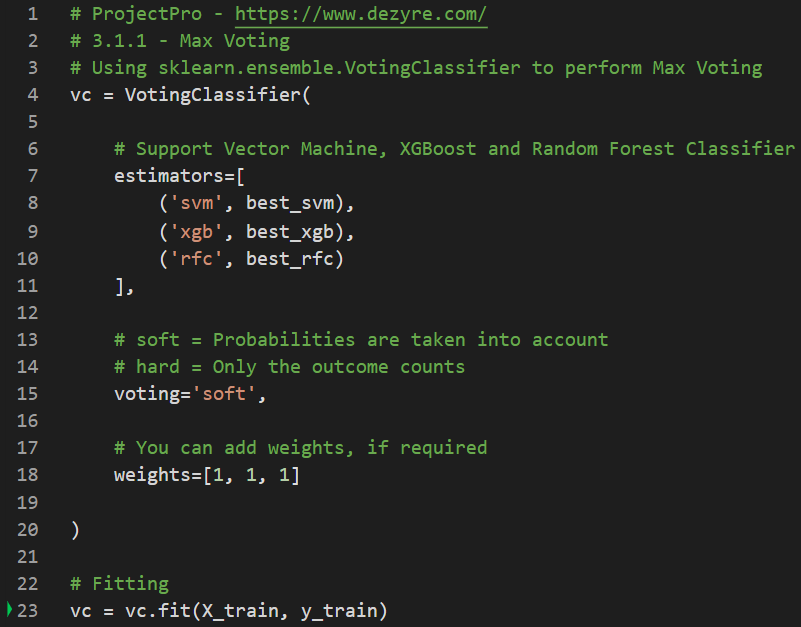 1 # ProjectPro - https://www.dezyre.com/
2 # 3.1.1 - Max Voting
3 # Using sklearn.ensemble.VotingClassifier to perform Max Voting
4 vc = VotingClassifier(
5
6 # Support Vector Machine, XGBoost and Random Forest Classifier
7 estimators=[
8 ('svm', best_svm),
9 ('xgb', best_xgb),
10 ('rfc', best_rfc)
11 ],
12
13 # soft = Probabilities are taken into account
14 # hard = Only the outcome counts
15 voting='soft',
16
17 # You can add weights, if required
18 weights=[1, 1, 1]
19
20 )
21
22 # Fitting
23 vc = vc.fit(X_train, y_train)